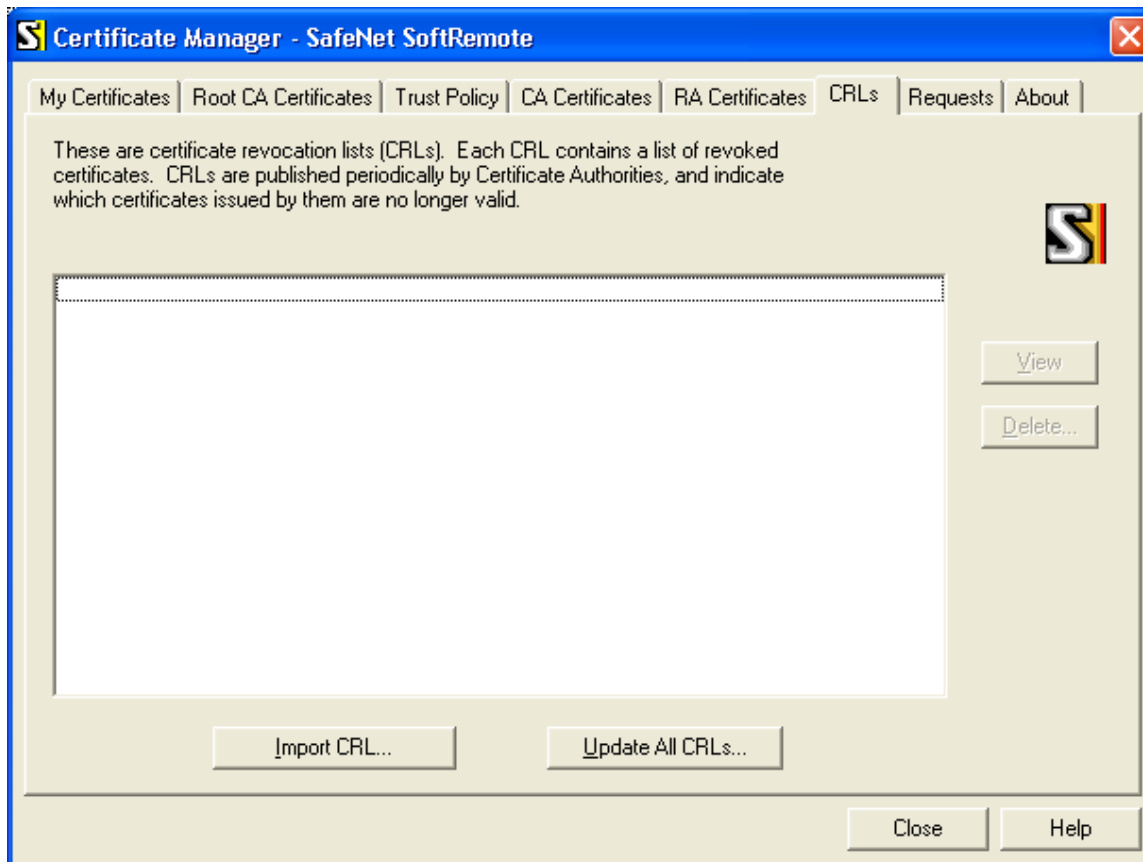 Certificate Manager - SafeNet SoftRemote
My Certificates Root CA Certificates Trust Policy CA Certificates RA Certificates CRLs Requests About
These are certificate revocation lists (CRLs). Each CRL contains a list of revoked
certificates. CRLs are published periodically by Certificate Authorities, and indicate
which certificates issued by them are no longer valid.
View
Delete...
Import CRL... Update All CRLs...
Close Help